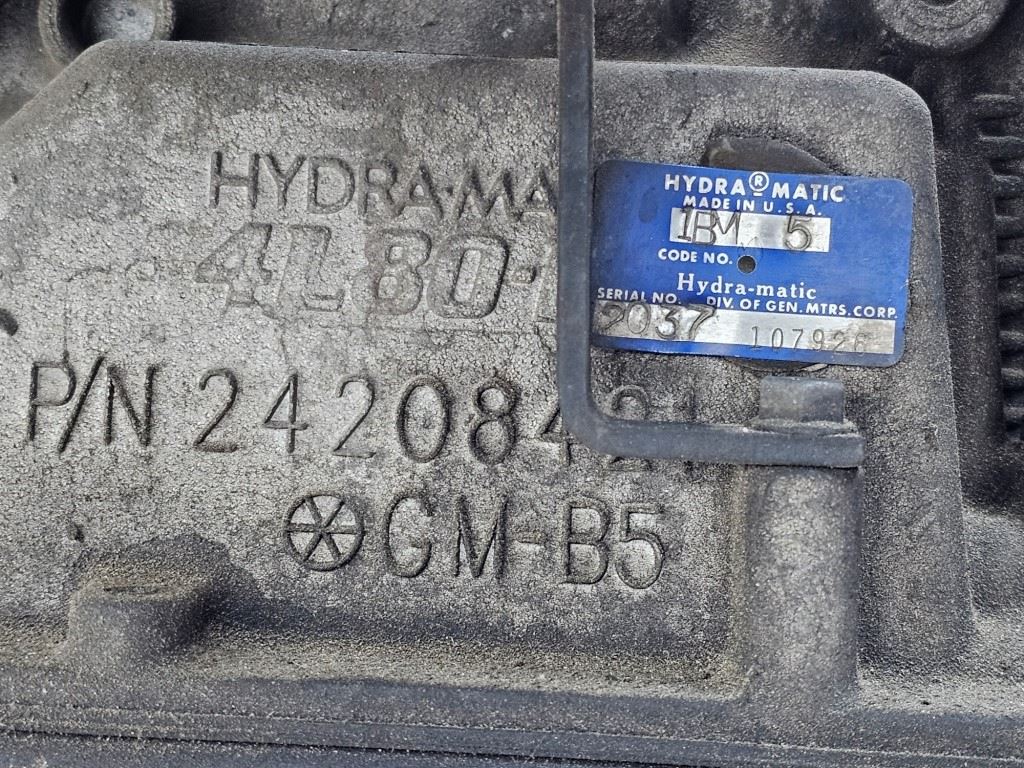 HYDRA-MA
4L80-
P/N 24208421
GM-B5
HYDRA®MATIC
MADE IN U.S.A.
1BM 5
CODE NO.
Hydra-matic
SERIAL NO. DIV. OF GEN. MTRS. CORP.
2037 107926